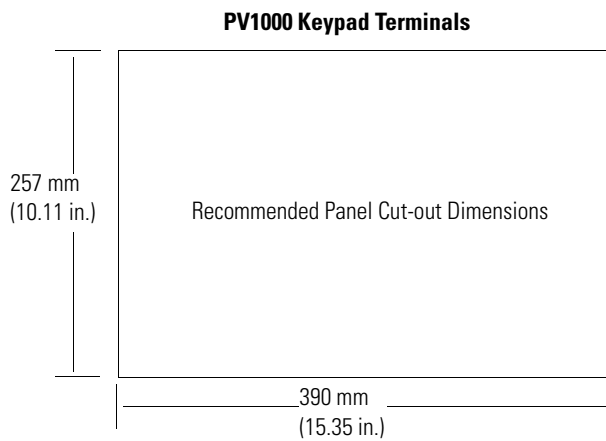 PV1000 Keypad Terminals
257 mm
(10.11 in.)
Recommended Panel Cut-out Dimensions
390 mm
(15.35 in.)